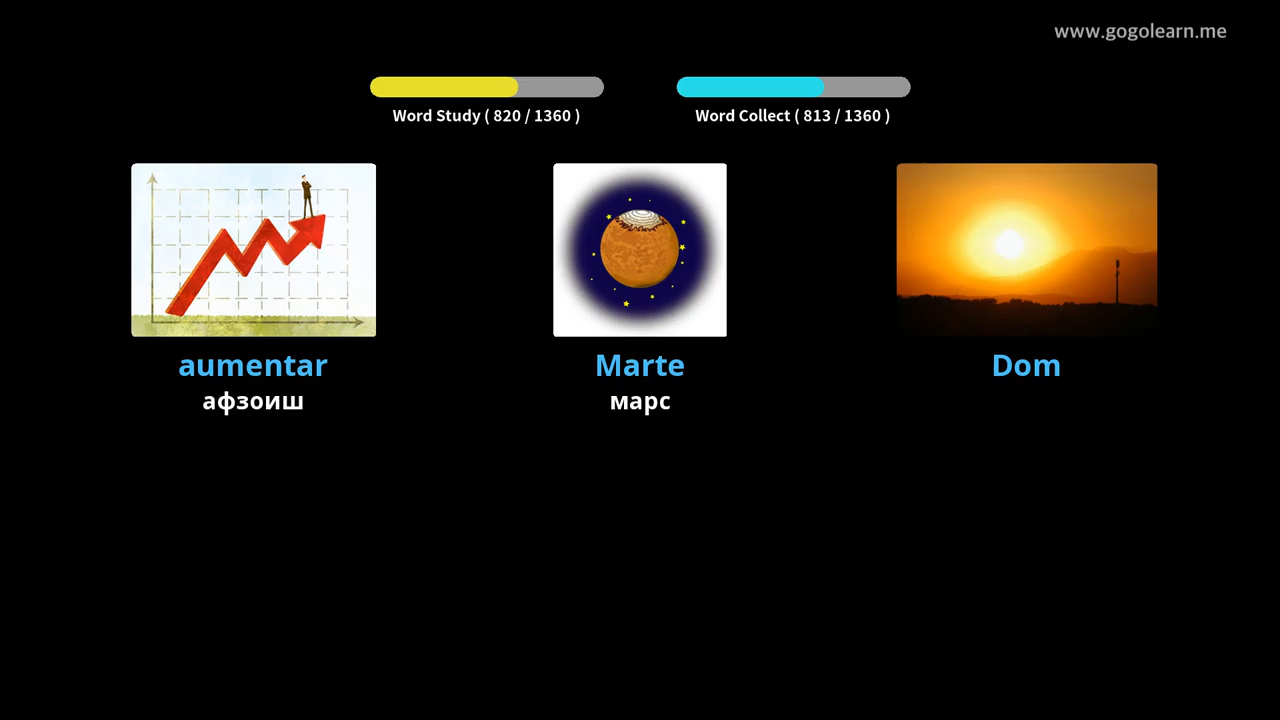 www.gogolearn.me
Word Study ( 820 / 1360 )
Word Collect ( 813 / 1360 )
aumentar
Marte
Dom
афзоиш
марс